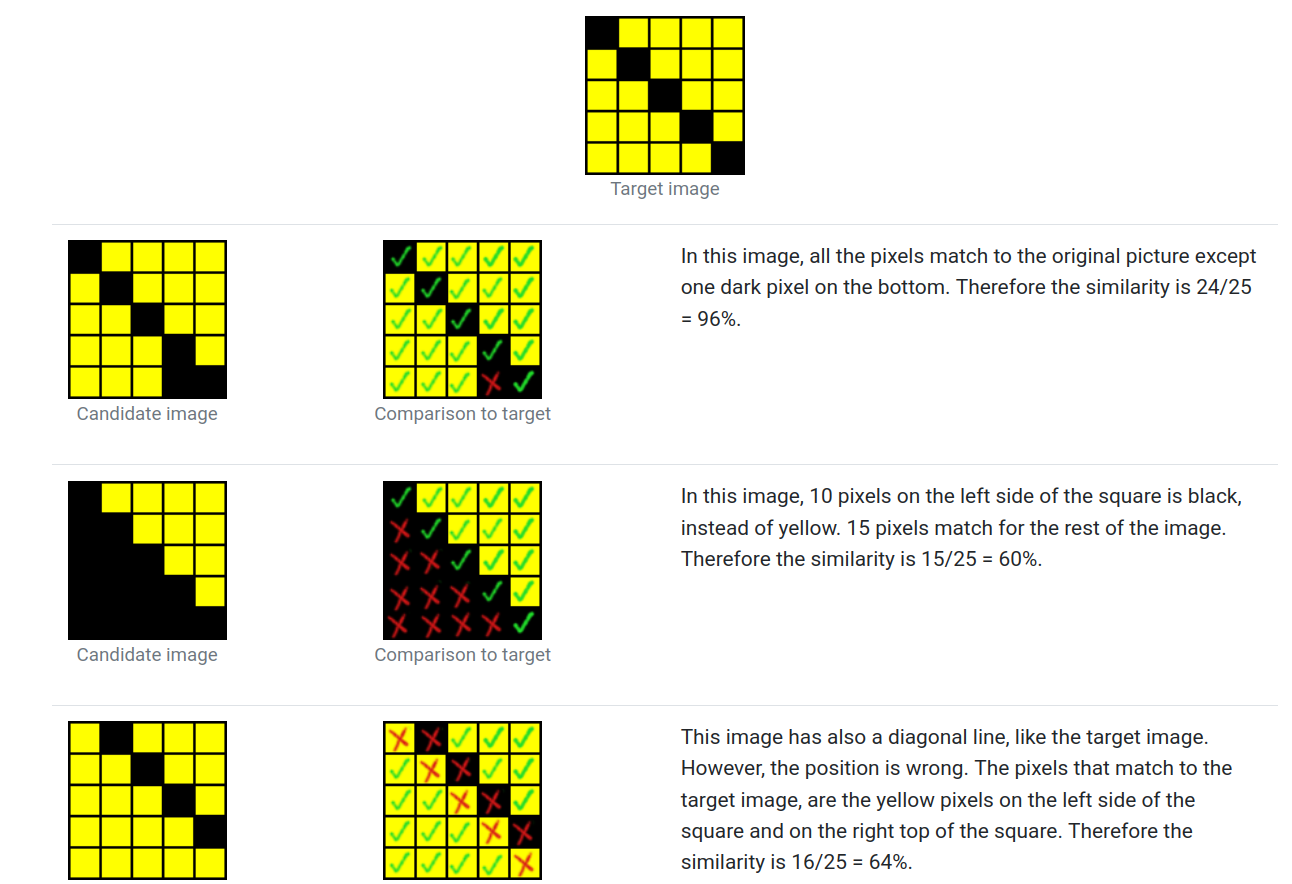 Target image
In this image, all the pixels match to the original picture except
one dark pixel on the bottom. Therefore the similarity is 24/25
= 96%.
Candidate image
Comparison to target
In this image, 10 pixels on the left side of the square is black,
instead of yellow. 15 pixels match for the rest of the image.
Therefore the similarity is 15/25 = 60%.
Candidate image
Comparison to target
This image has also a diagonal line, like the target image.
However, the position is wrong. The pixels that match to the
target image, are the yellow pixels on the left side of the
square and on the right top of the square. Therefore the
similarity is 16/25 = 64%.